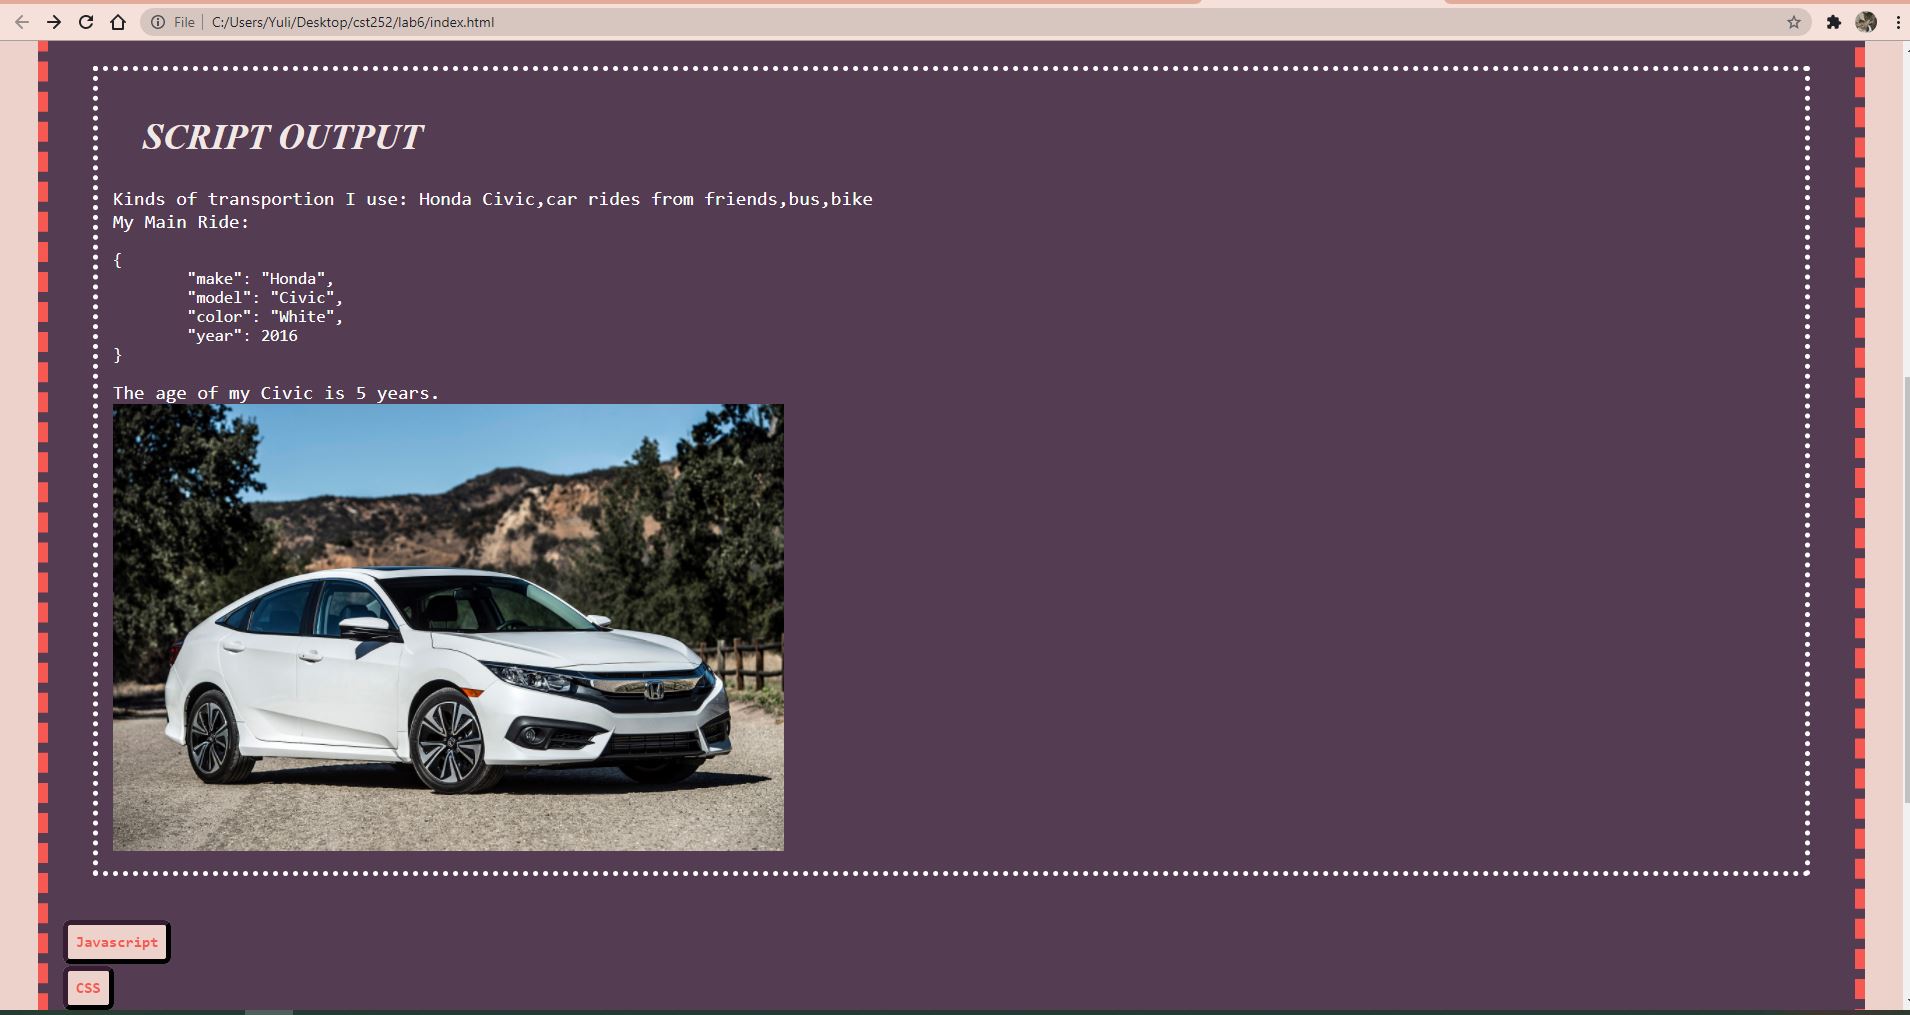 File | C:/Users/Yuli/Desktop/cst252/lab6/index.html
SCRIPT OUTPUT
Kinds of transportion I use: Honda Civic,car rides from friends,bus,bike
My Main Ride:
{
"make": "Honda",
"model": "Civic",
"color": "White",
"year": 2016
}
The age of my Civic is 5 years.
Javascript
CSS